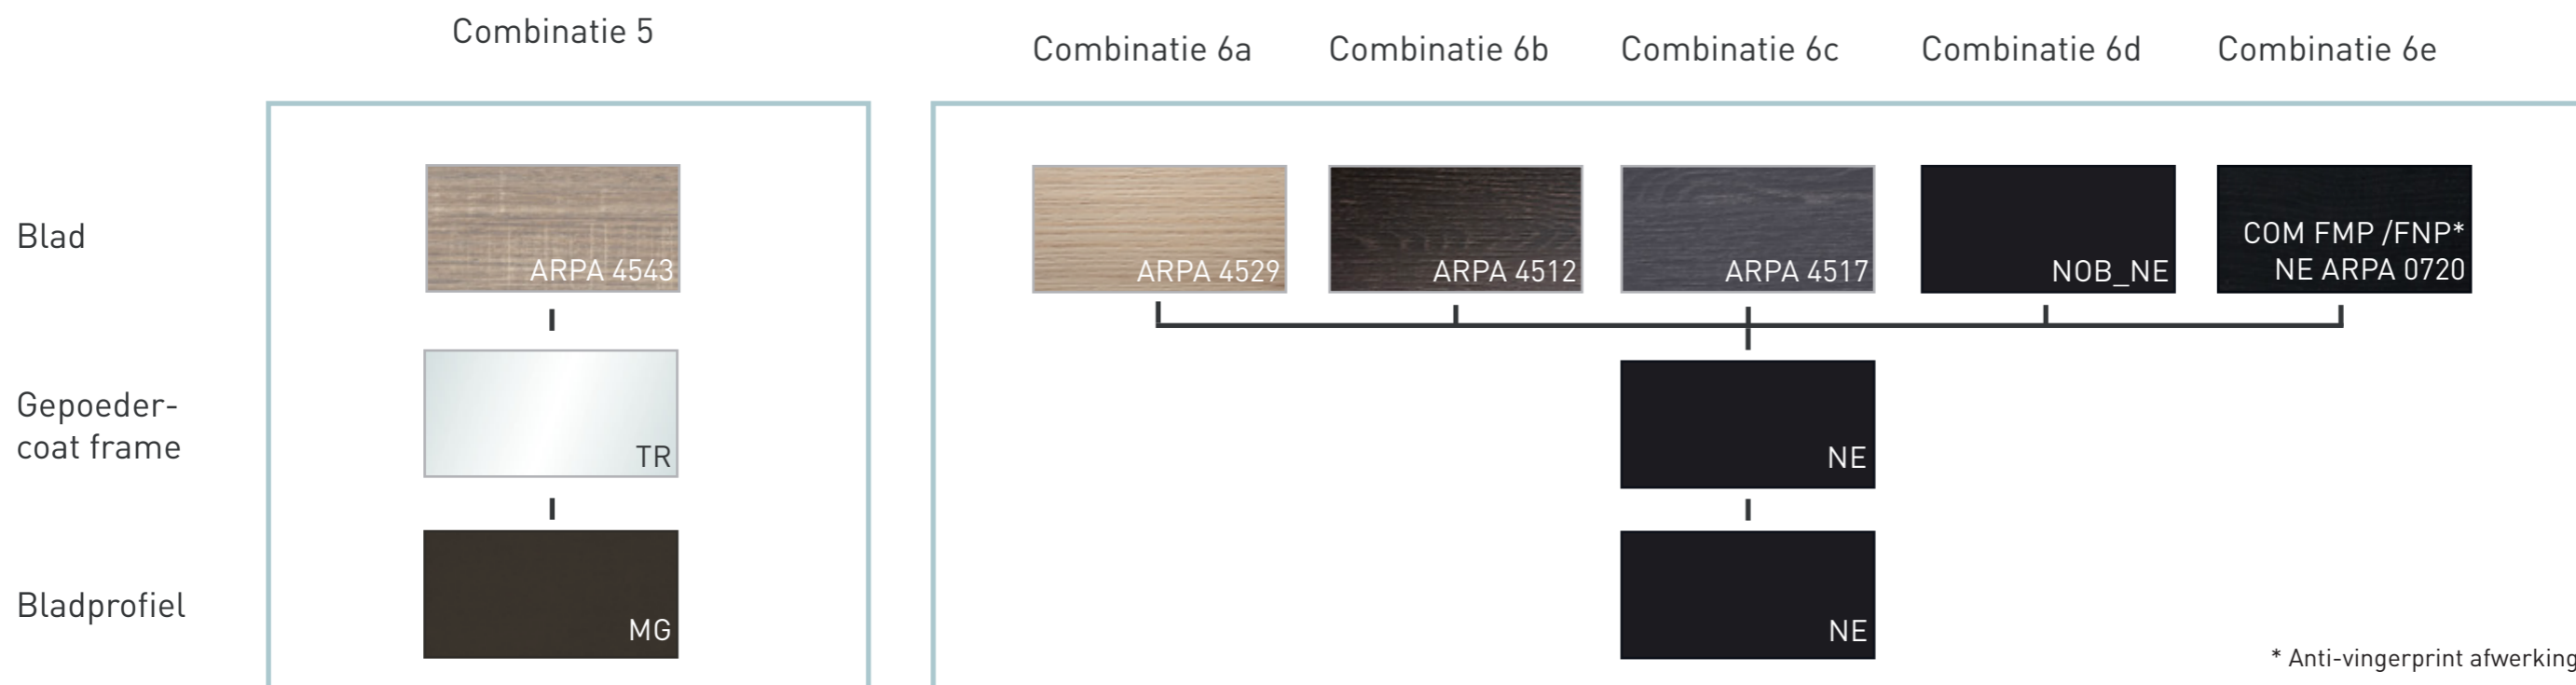 Combinatie 5
Combinatie 6a
Combinatie 6b
Combinatie 6c
Combinatie 6d
Combinatie 6e
Blad
ARPA 4543
ARPA 4529
ARPA 4512
ARPA 4517
NOB_NE
COM FMP /FNP*
NE ARPA 0720
Gepoeder-
coat frame
TR
NE
Bladprofiel
MG
NE
* Anti-vingerprint afwerking